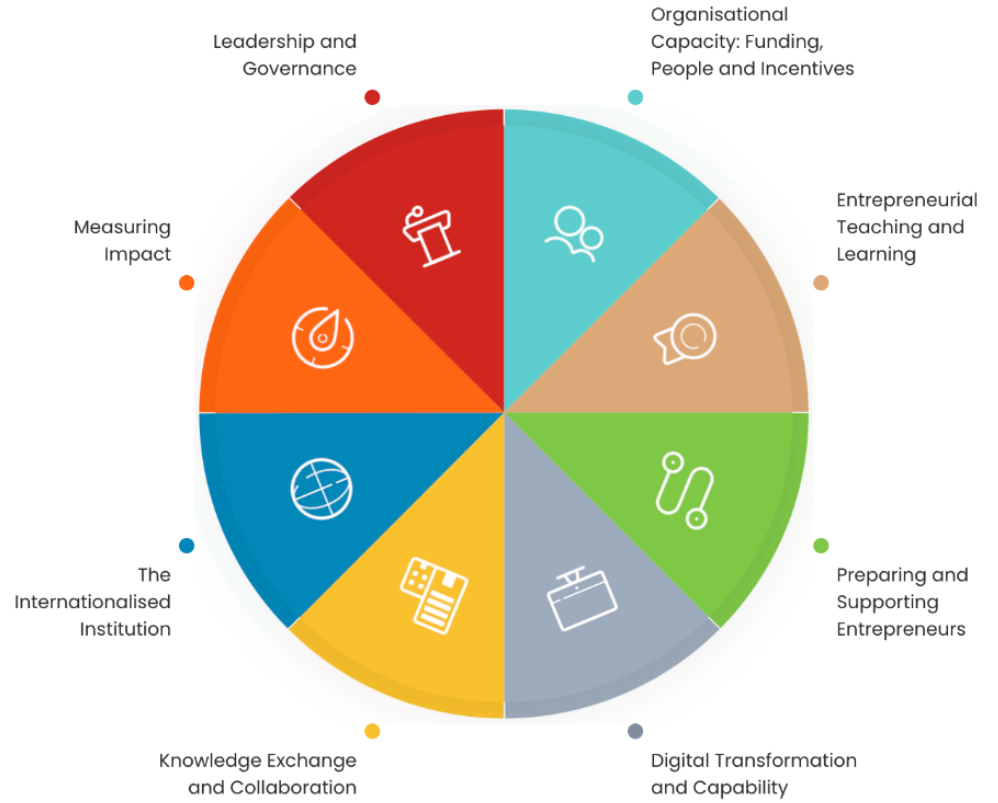 Leadership and
Governance
Organisational
Capacity: Funding,
People and Incentives
Entrepreneurial
Teaching and
Learning
Preparing and
Supporting
Entrepreneurs
Digital Transformation
and Capability
Knowledge Exchange
and Collaboration
The
Internationalised
Institution
Measuring
Impact